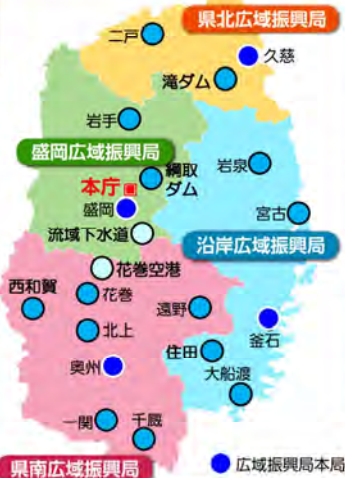 県北広域振興局
二戸
久慈
滝ダム
岩手
盛岡広域振興局
岩泉
綱取
ダム
本庁
盛岡
宮古
流域下水道
沿岸広域振興局
花巻空港
西和賀
花巻
遠野
釜石
北上
住田
奥州
大船渡
一関
千厩
県南広域振興局
広域振興局本局